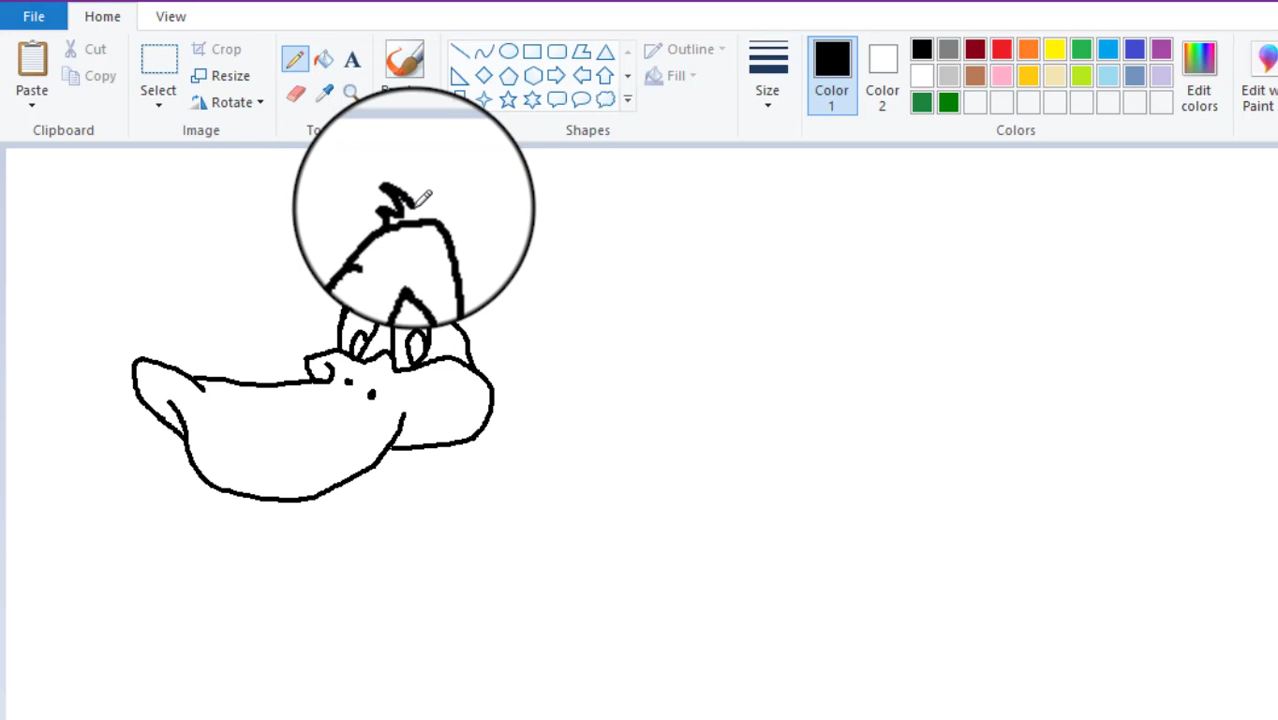 File Home View
Paste Cut Copy Select Crop Resize Rotate A Size Outline Fill Color 1 Color 2 Edit colors Edit w Paint
Clipboard Image To Shapes Colors